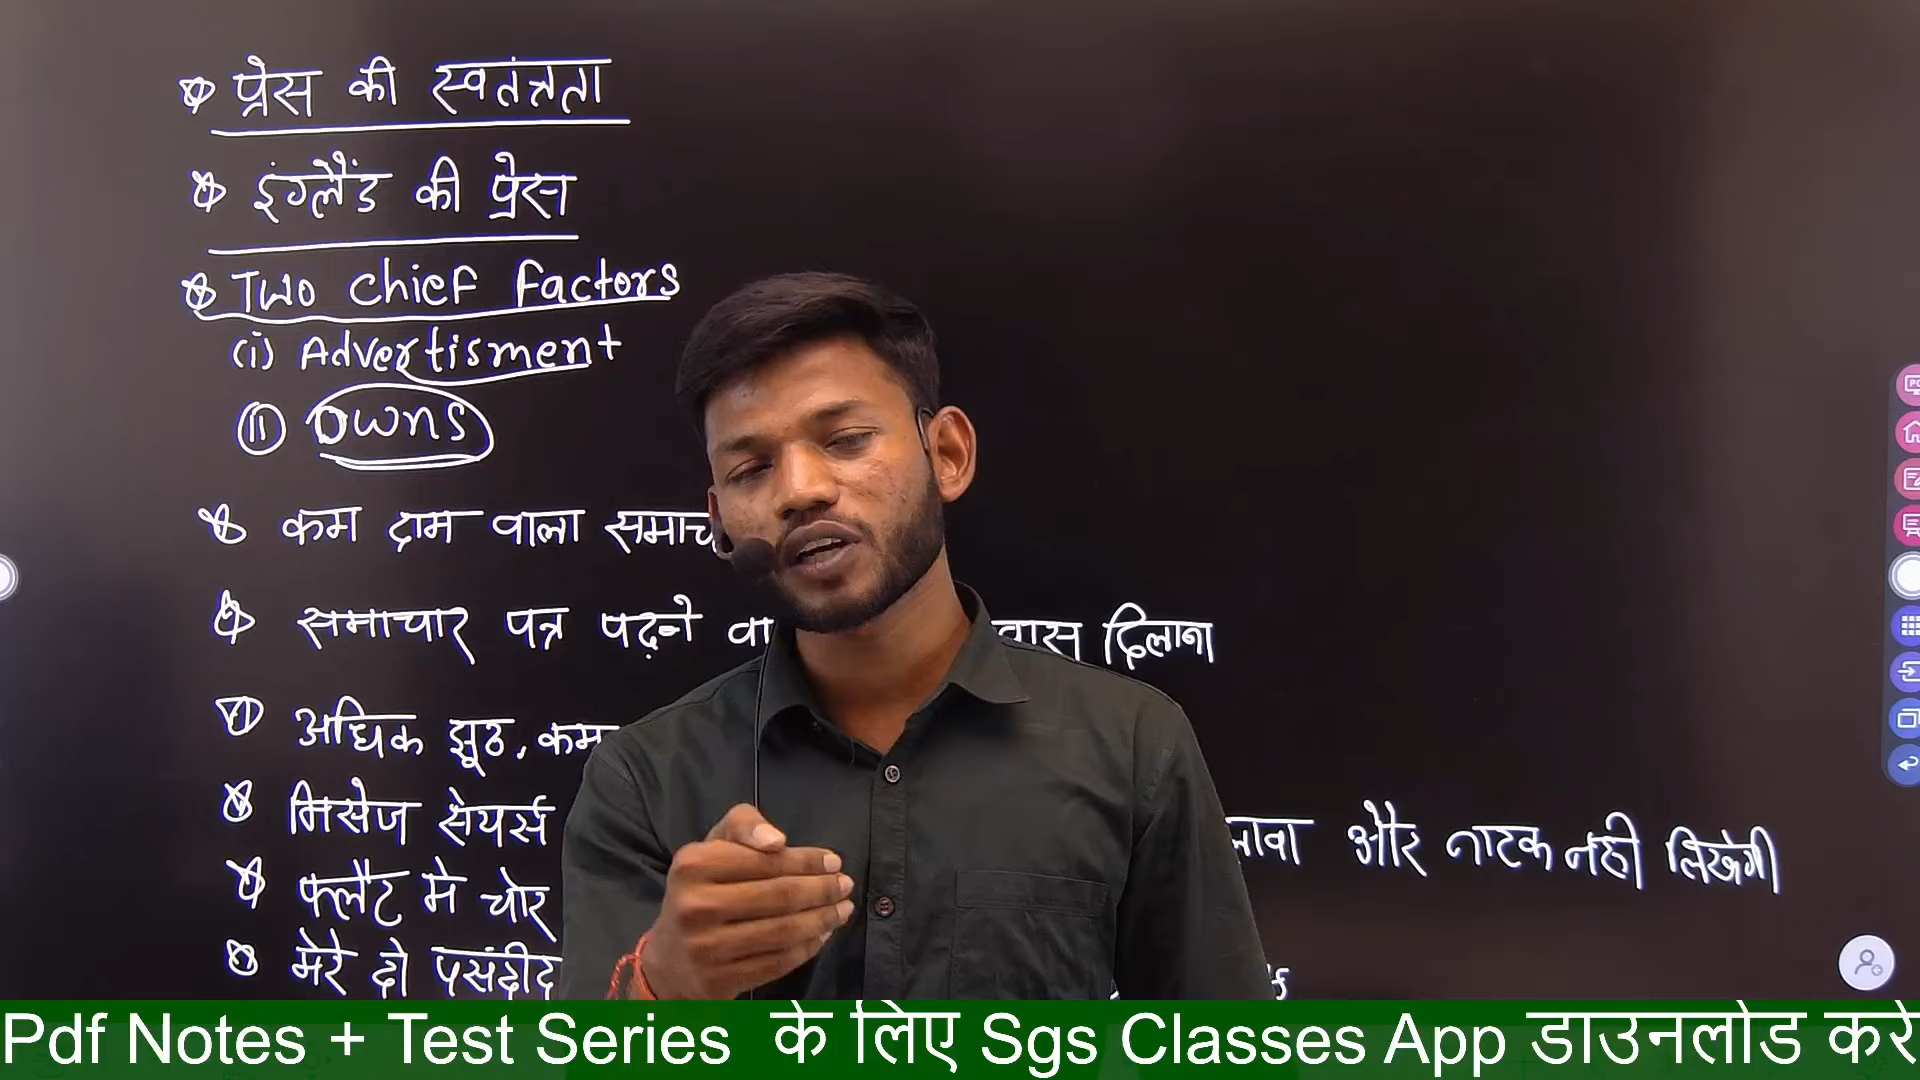 प्रेस की स्वतंत्रता
इंग्लैंड की प्रेस
Two chief factors
(i) Advertisment
(ii) Owns
कम दाम वाला समाच
समाचार पत्र पढ़ने वा वास दिलाना
अधिक झूठ, कम
मिसेज सेयर्स नावा और नाटक नही लिखेंगी
फ्लैट मे चोर
मेरे दो पसंदीद
Pdf Notes + Test Series के लिए Sgs Classes App डाउनलोड करे